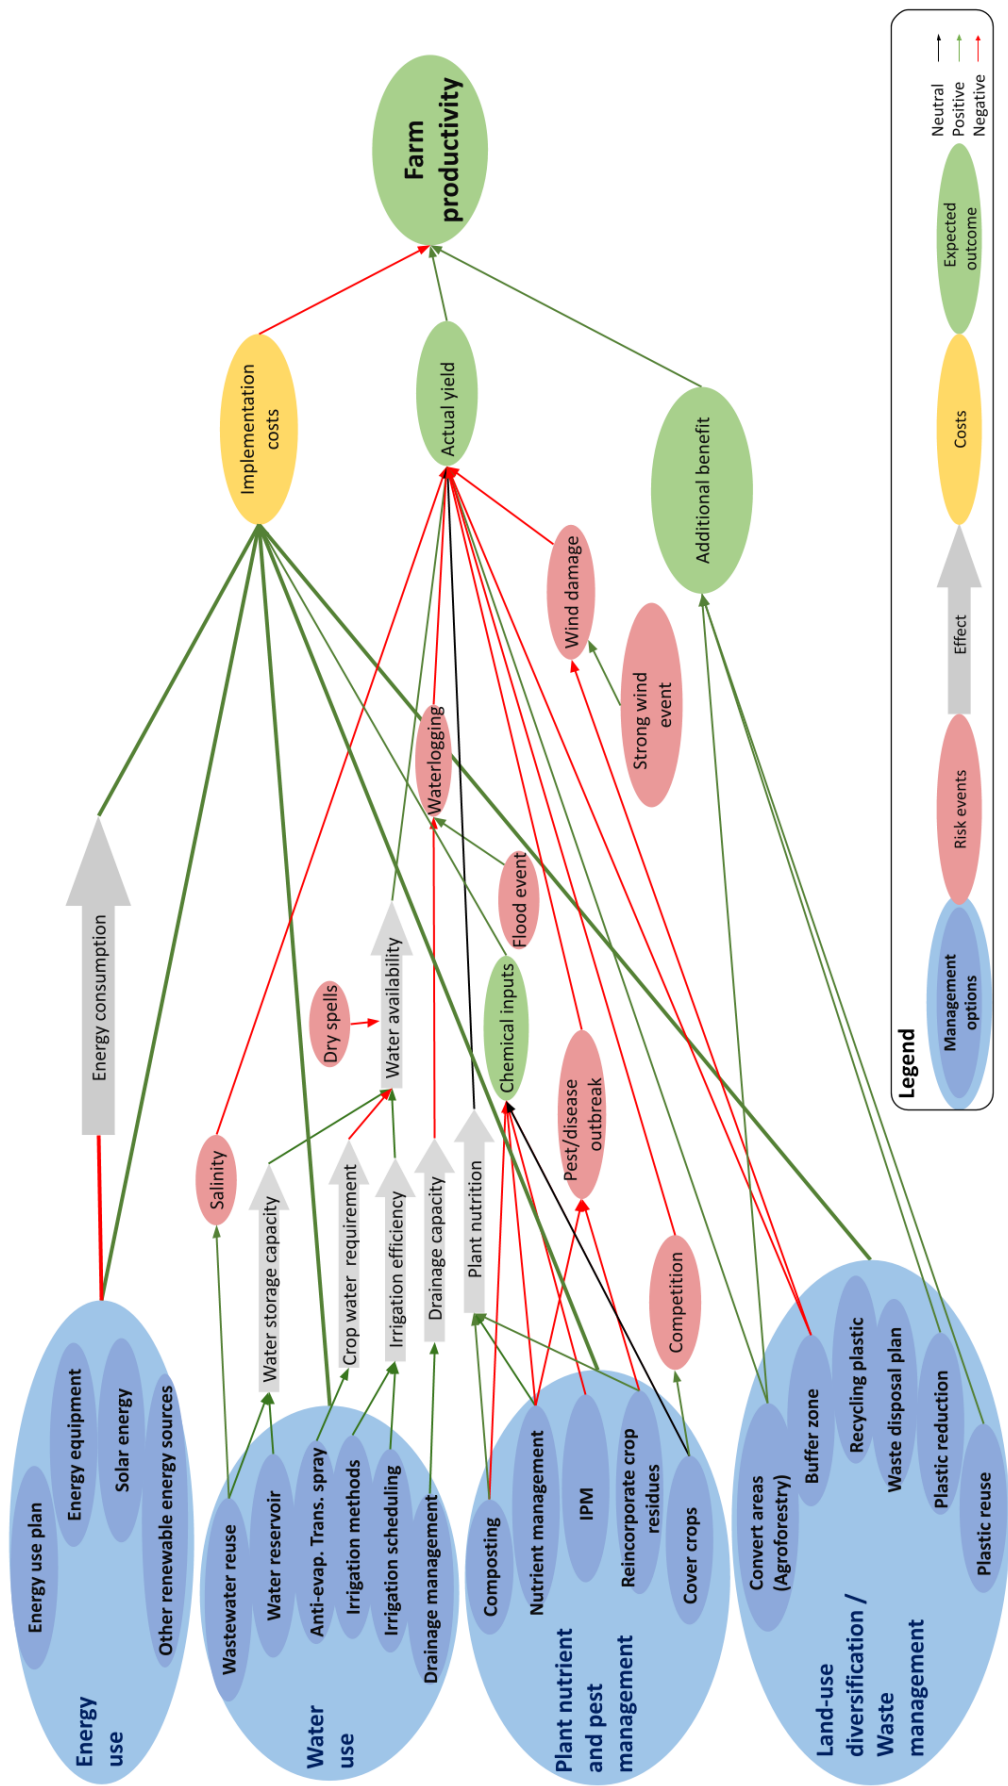 Energy
use
Energy use plan
Energy equipment
Solar energy
Other renewable energy sources
Water
use
Wastewater reuse
Water reservoir
Anti-evap. Trans. spray
Irrigation methods
Irrigation scheduling
Drainage management
Plant nutrient
and pest
management
Composting
Nutrient management
IPM
Reincorporate crop
residues
Cover crops
Land-use
diversification /
Waste
management
Convert areas
(Agroforestry)
Buffer zone
Recycling plastic
Waste disposal plan
Plastic reduction
Plastic reuse
Energy consumption
Salinity
Water storage capacity
Crop water requirement
Irrigation efficiency
Drainage capacity
Plant nutrition
Competition
Dry spells
Water availability
Chemical inputs
Pest/disease
outbreak
Flood event
Waterlogging
Strong wind
event
Wind damage
Implementation
costs
Actual yield
Additional benefit
Farm
productivity
Legend
Management
options
Risk events
Effect
Costs
Expected
outcome
Neutral
Positive
Negative